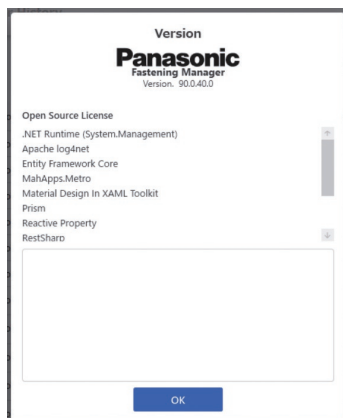 Version
Panasonic
Fastening Manager
Version. 90.0.40.0
Open Source License
.NET Runtime (System.Management)
Apache log4net
Entity Framework Core
MahApps.Metro
Material Design In XAML Toolkit
Prism
Reactive Property
RestSharp
OK